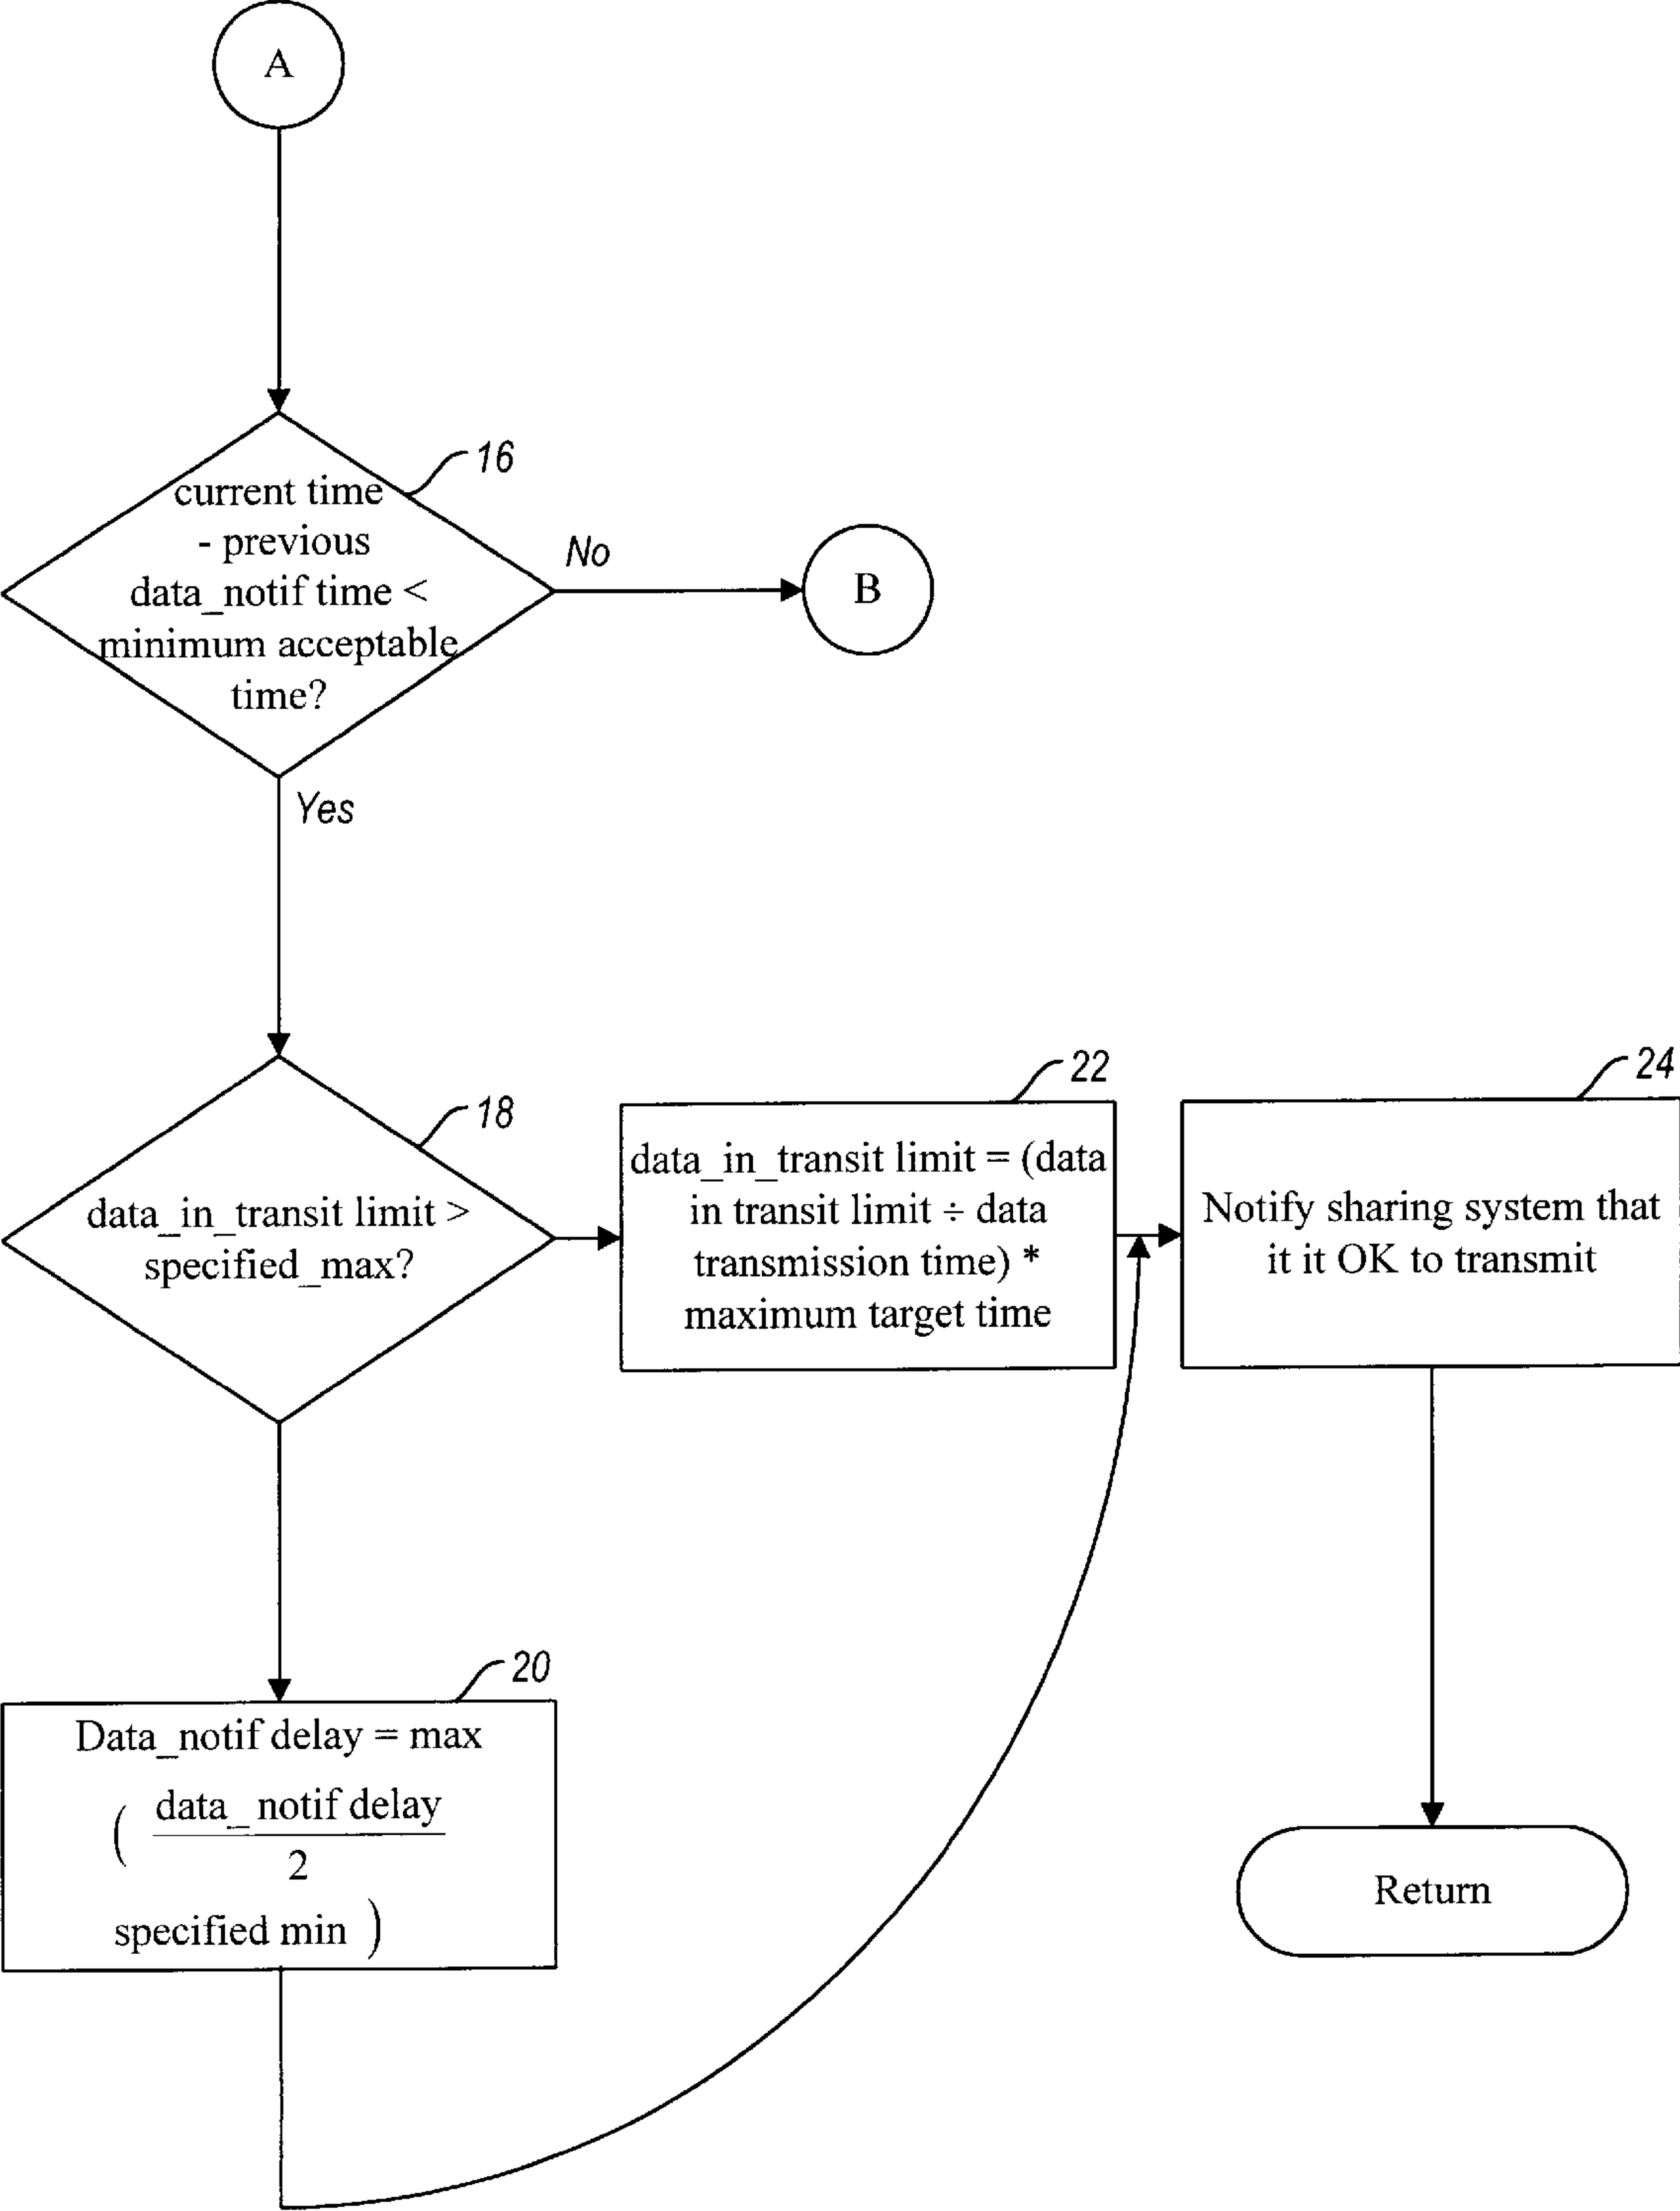 A
16
current time
- previous
data_notif time <
minimum acceptable
time?
No
B
Yes
18
data_in_transit limit >
specified_max?
22
data_in_transit limit = (data
in transit limit ÷ data
transmission time) *
maximum target time
24
Notify sharing system that
it it OK to transmit
20
Data_notif delay = max
( data_ notif delay
2
specified min )
Return